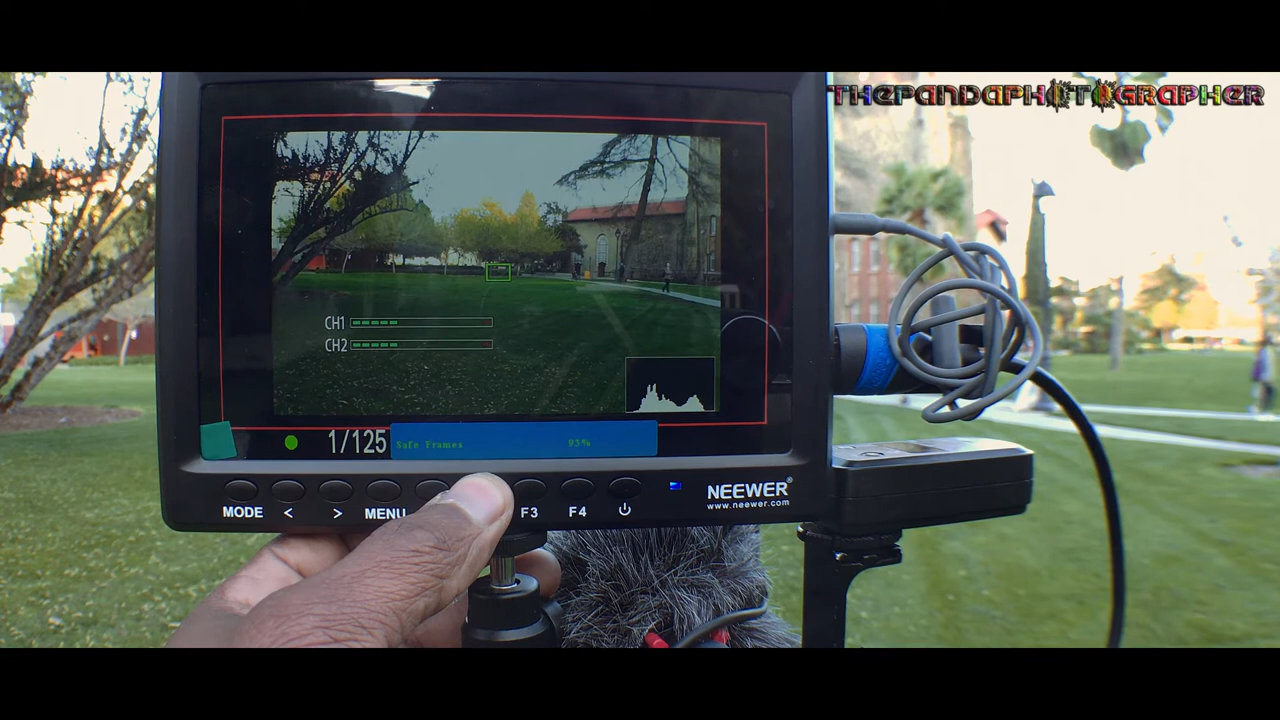 THEPANDAPHOTOGRAPHER
CH1
CH2
1/125 Safe Frames 93%
MODE < > MENU F3 F4
NEEWER®
www.neewer.com